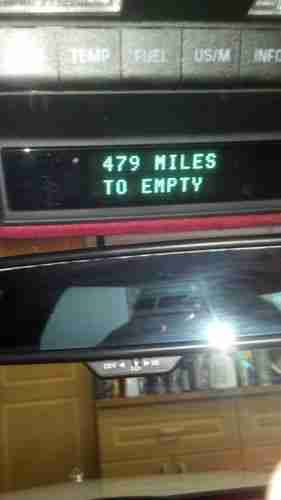 TEMP FUEL US/M INFO
479 MILES
TO EMPTY